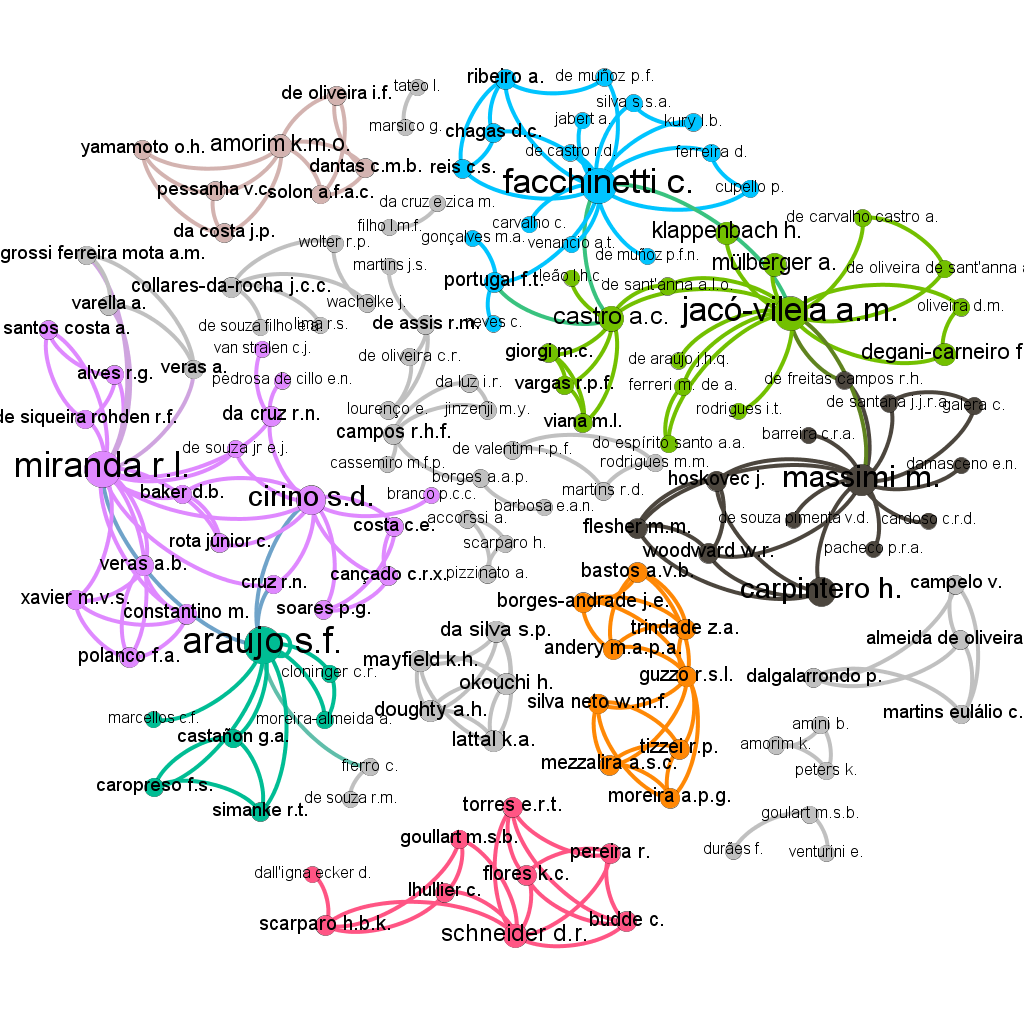 ribeiro a.
de muñoz p.f.
tateo l.
de oliveira i.f.
silva s.s.a.
jabert a.
kury l.b.
marsico g.
chagas d.c.
yamamoto o.h.
amorim k.m.o.
de castro r.d.
ferreira d.
dantas c.m.b.
reis c.s.
facchinetti c.
cupello p.
pessanha v.c.
solon a.f.a.c.
da cruz e zica m.
de carvalho castro a.
da costa j.p.
filho l.m.f.
carvalho c.
klappenbach h.
gonçalves m.a.
wolter r.p.
venancio a.t.
grossi ferreira mota a.m.
de muñoz p.f.n.
mülberger a.
martins j.s.
de oliveira de sant'anna a
portugal f.t.
leão l.h.c.
de sant'anna a.l.o.
collares-da-rocha j.c.c.
varella a.
wachelke j.
jacó-vilela a.m.
oliveira d.m.
castro a.c.
santos costa a.
de souza filho e.a.
lima r.s.
de assis r.m.
neves c.
van stralen c.j.
giorgi m.c.
degani-carneiro f
de oliveira c.r.
de araújo j.h.q.
veras a.
alves r.g.
pedrosa de cillo e.n.
da luz i.r.
vargas r.p.f.
ferreri m.
de a.
de freitas campos r.h.
de santana j.j.r.a.
galera c.
lourenço e.
jinzenji m.y.
rodrigues i.t.
de siqueira rohden r.f.
da cruz r.n.
viana m.l.
campos r.h.f.
barreira c.r.a.
do espírito santo a.a.
de souza jr e.j.
de valentim r.p.f.
miranda r.l.
cassemiro m.f.p.
rodrigues m.m.
damasceno e.n.
borges a.a.p.
hoskovec j.
massimi m.
baker d.b.
cirino s.d.
branco p.c.c.
martins r.d.
barbosa e.a.n.
accorssi a.
de souza pimenta v.d.
cardoso c.r.d.
costa c.e.
flesher m.m.
rota júnior c.
scarparo h.
woodward w.r.
pacheco p.r.a.
veras a.b.
cançado c.r.x.
pizzinato a.
bastos a.v.b.
cruz r.n.
campelo v.
carpintero h.
xavier m.v.s.
constantino m.
soares p.g.
borges-andrade j.e.
da silva s.p.
trindade z.a.
almeida de oliveira
araujo s.f.
andery m.a.p.a.
polanco f.a.
mayfield k.h.
cloninger c.r.
guzzo r.s.l.
dalgalarrondo p.
okouchi h.
silva neto w.m.f.
doughty a.h.
martins eulálio c.
marcellos c.f.
moreira-almeida a.
amini b.
castañon g.a.
lattal k.a.
tizzei r.p.
amorim k.
mezzalira a.s.c.
fierro c.
peters k.
caropreso f.s.
de souza r.m.
moreira a.p.g.
simanke r.t.
torres e.r.t.
goulart m.s.b.
goullart m.s.b.
durães f.
venturini e.
pereira r.
dall'igna ecker d.
flores k.c.
lhullier c.
scarparo h.b.k.
budde c.
schneider d.r.